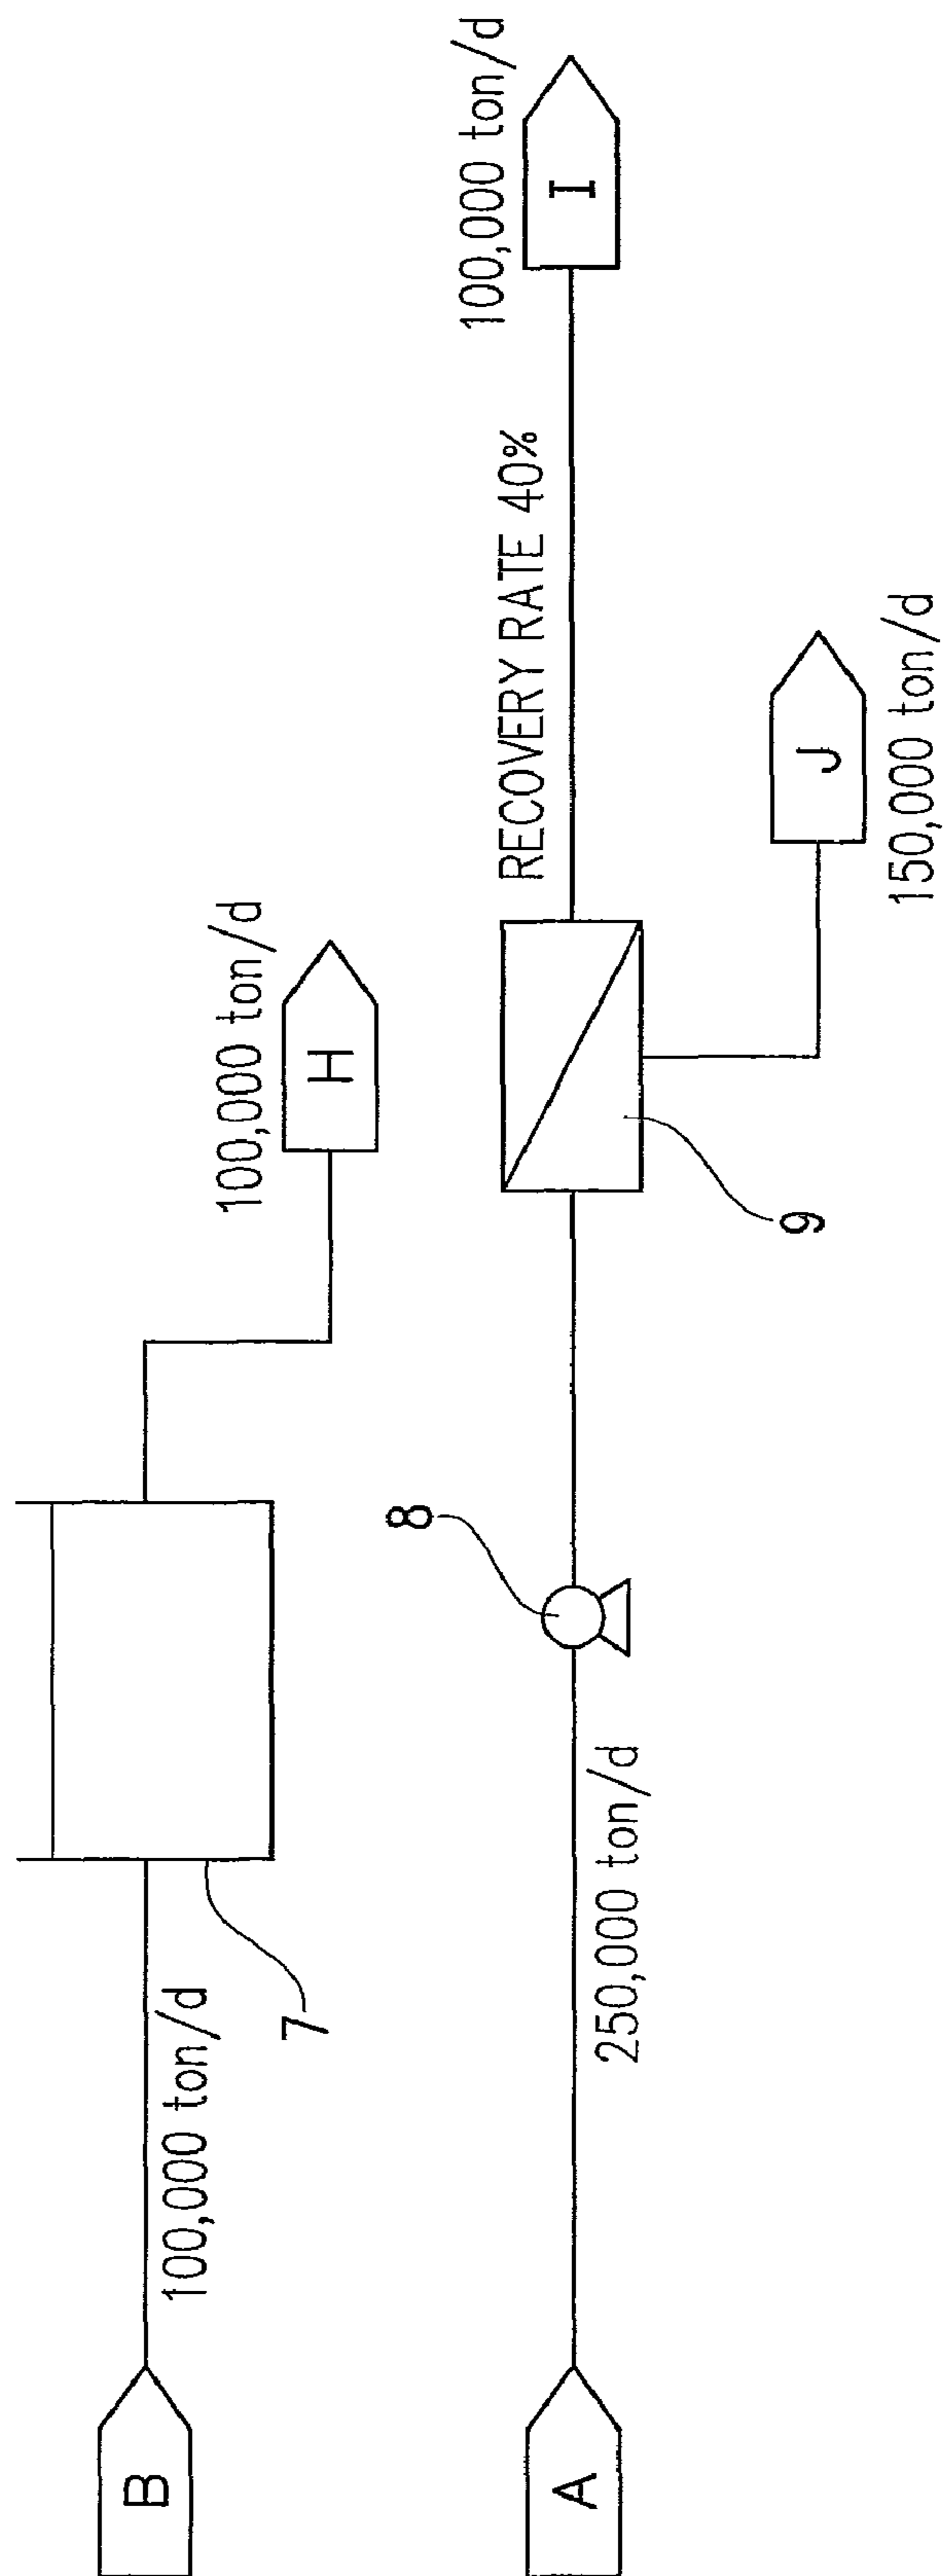 B
100,000 ton/d
7
100,000 ton/d
H
A
250,000 ton/d
8
9
RECOVERY RATE 40%
100,000 ton/d
I
J
150,000 ton/d